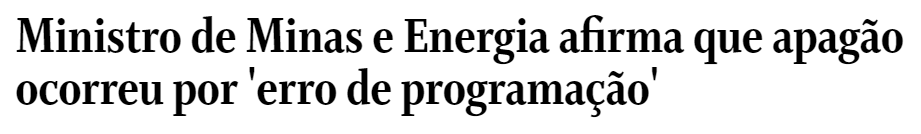 Ministro de Minas e Energia afirma que apagão
ocorreu por 'erro de programação'